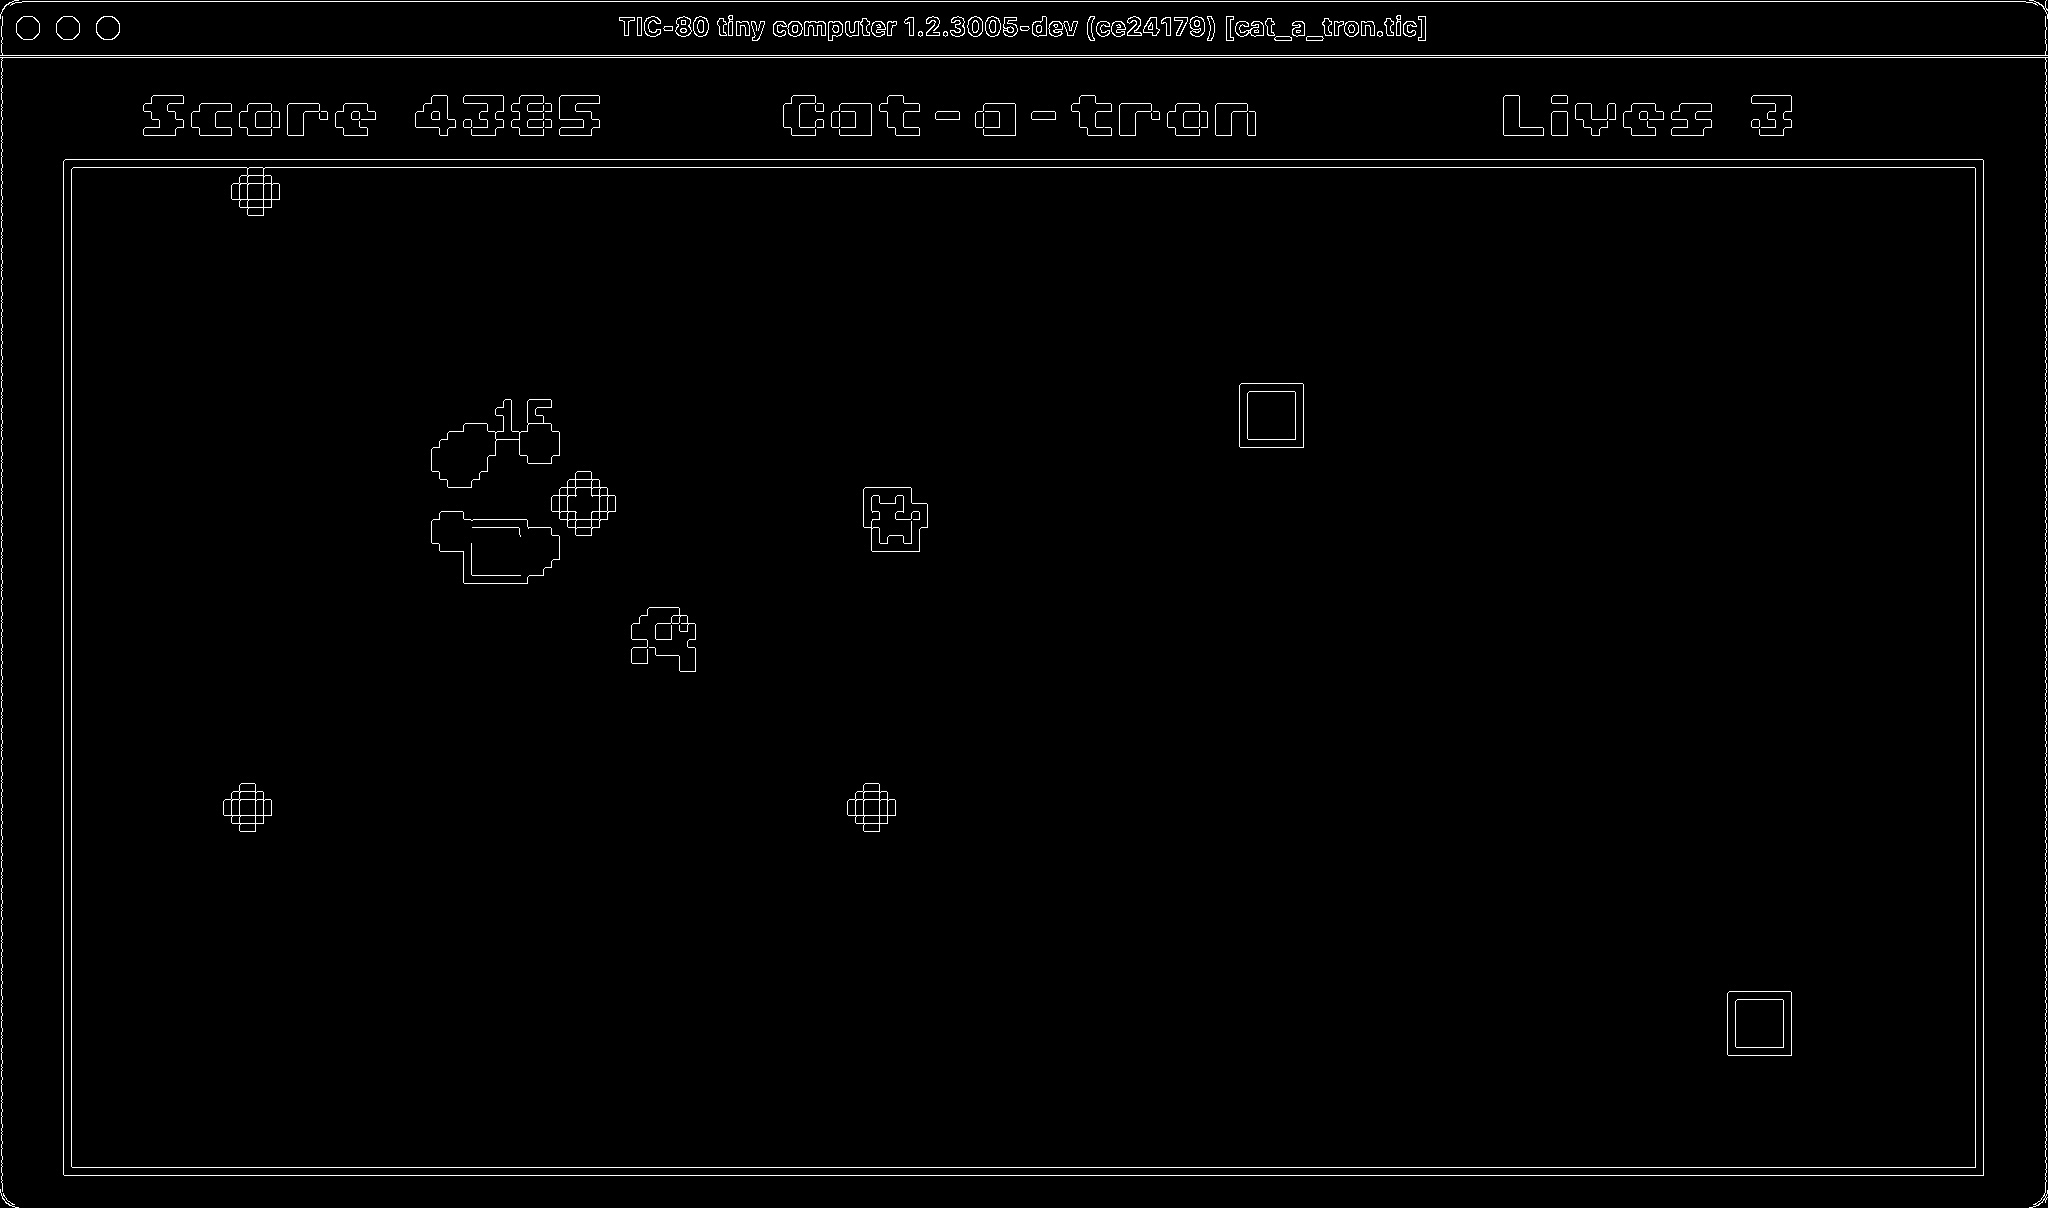 TIC-80 tiny computer 1.2.3005-dev (ce24179) [cat_a_tron.tic]
Score 4385 Cat-a-tron Lives 3
15